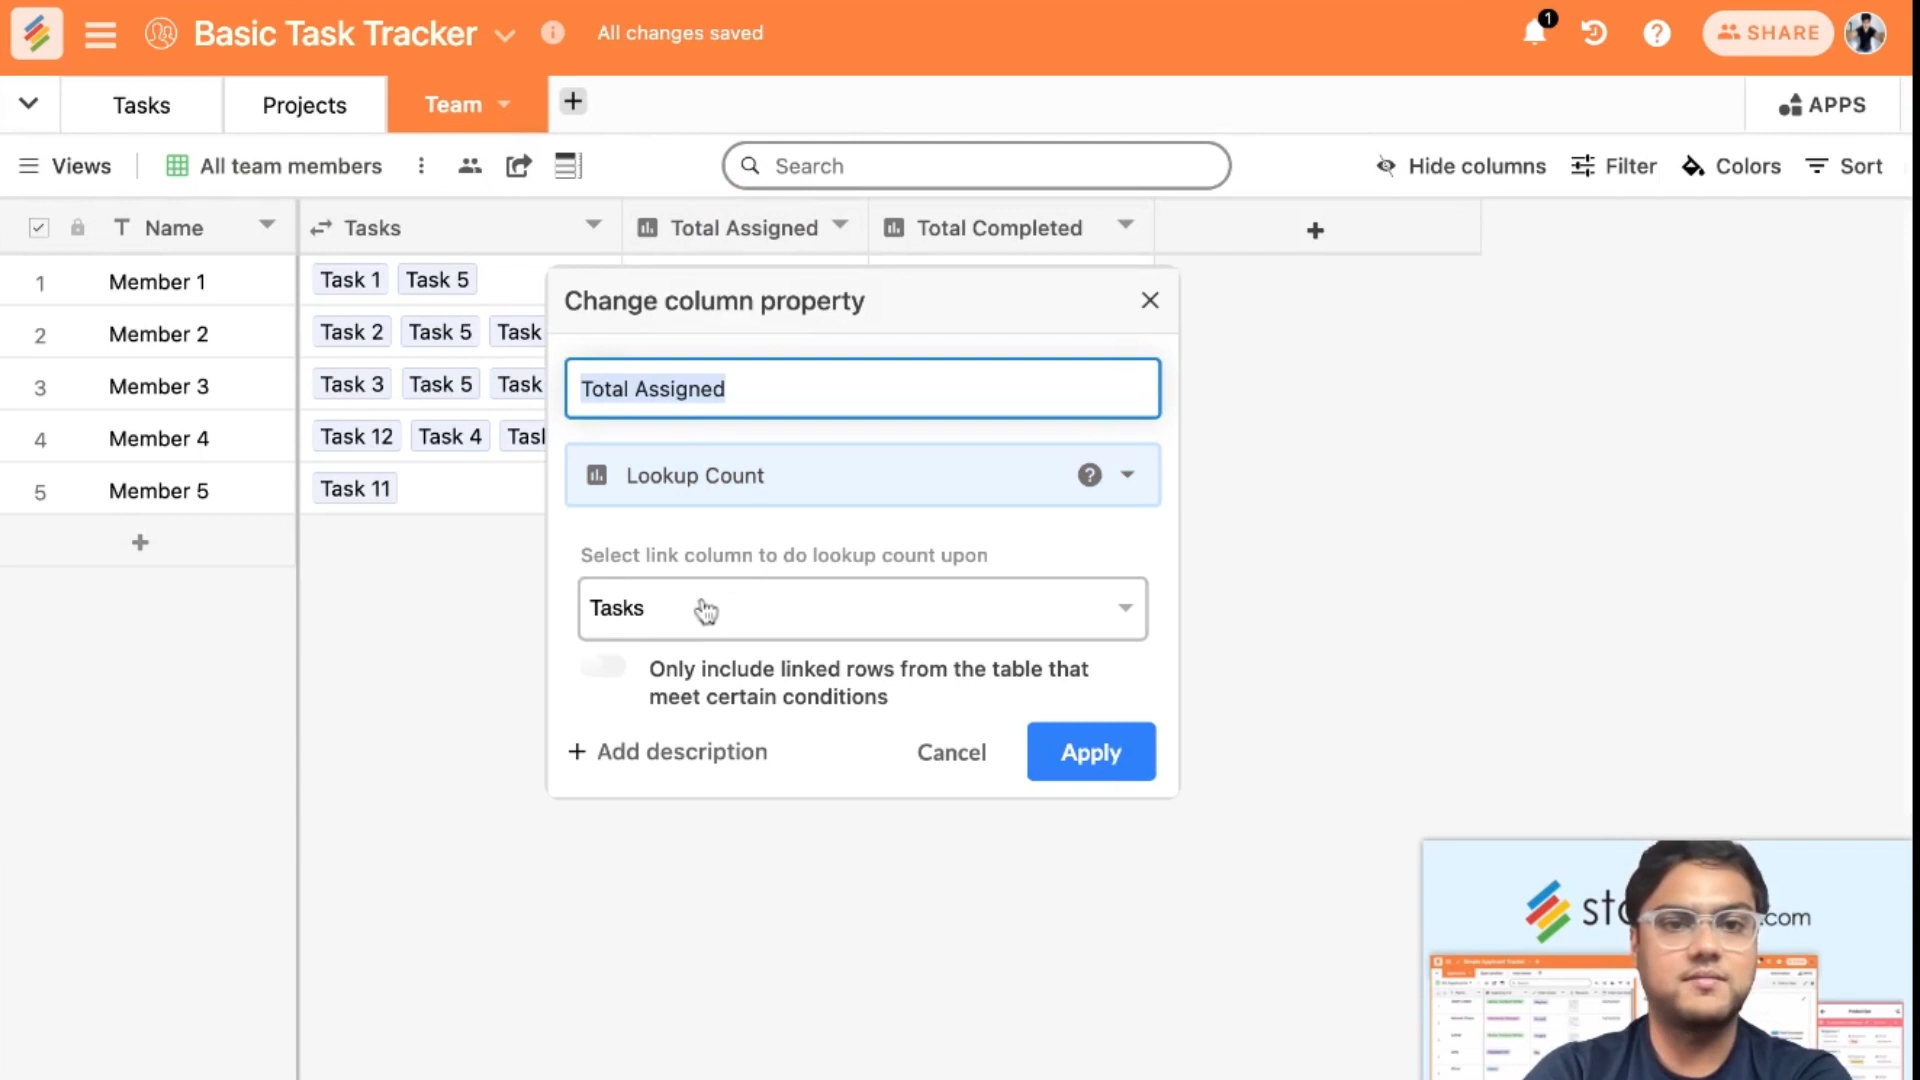 Basic Task Tracker
All changes saved
1
SHARE
Tasks
Projects
Team
APPS
Views
All team members
Search
Hide columns
Filter
Colors
Sort
Name
Tasks
Total Assigned
Total Completed
1
Member 1
Task 1
Task 5
2
Member 2
Task 2
Task 5
Task
3
Member 3
Task 3
Task 5
Task
4
Member 4
Task 12
Task 4
5
Member 5
Task 11
Change column property
Total Assigned
Lookup Count
Select link column to do lookup count upon
Tasks
Only include linked rows from the table that
meet certain conditions
Add description
Cancel
Apply
.com